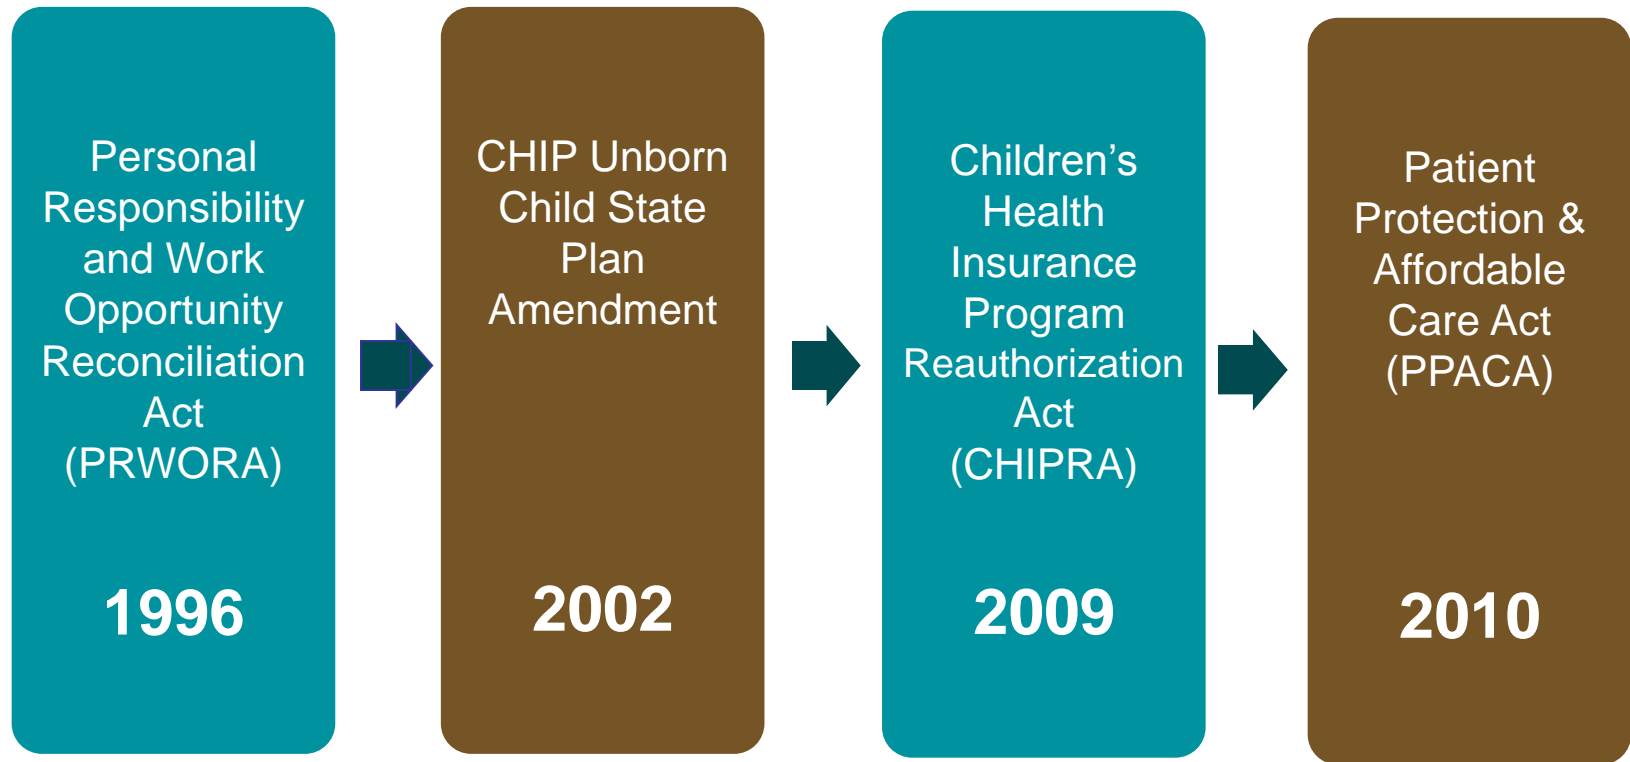 Personal
Responsibility
and Work
Opportunity
Reconciliation
Act
(PRWORA)
1996
CHIP Unborn
Child State
Plan
Amendment
2002
Children’s
Health
Insurance
Program
Reauthorization
Act
(CHIPRA)
2009
Patient
Protection &
Affordable
Care Act
(PPACA)
2010